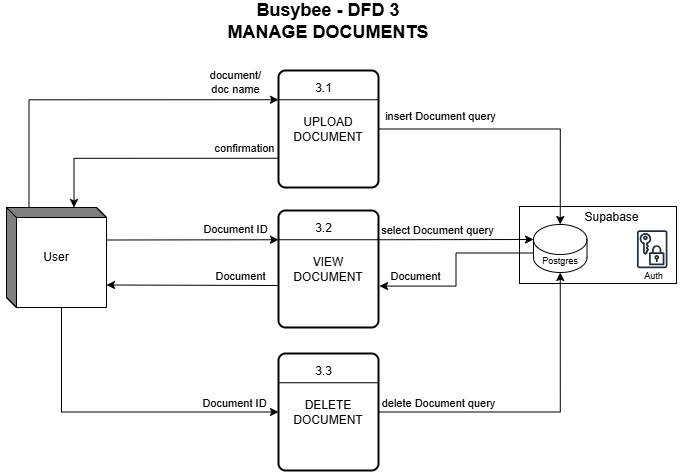 Busybee - DFD 3
MANAGE DOCUMENTS
document/
doc name
3.1
UPLOAD
DOCUMENT
insert Document query
confirmation
Supabase
Document ID
3.2
select Document query
User
VIEW
DOCUMENT
Postgres
Document
Document
Auth
3.3
Document ID
DELETE
DOCUMENT
delete Document query